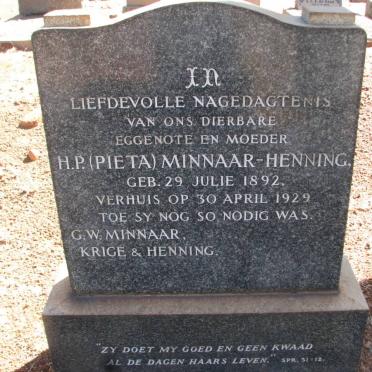 IN
LIEFDEVOLLE NAGEDAGTENIS
VAN ONS DIERBARE
EGGENOTE EN MOEDER
H.P. (PIETA) MINNAAR-HENNING.
GEB. 29 JULIE 1892.
VERHUIS OP 30 APRIL 1929
TOE SY NOG SO NODIG WAS.
G.W. MINNAAR,
KRIGE & HENNING.
"ZY DOET MY GOED EN GEEN KWAAD
AL DE DAGEN HAARS LEVEN." SPR. 31-12.